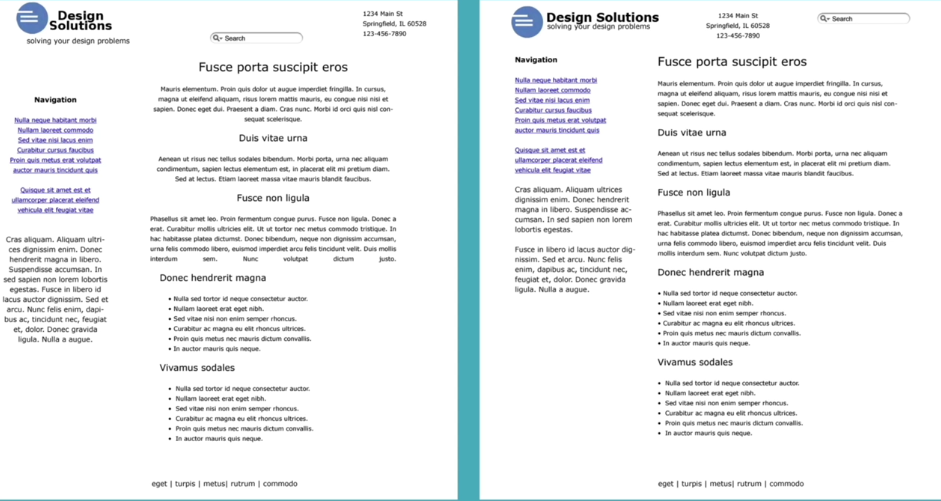 Design
Solutions
solving your design problems
Search
1234 Main St
Springfield, IL 60528
123-456-7890
Navigation
Nulla neque habitant morbi
Nullam laoreet commodo
Sed vitae nisi lacus enim
Curabitur cursus faucibus
Proin quis metus erat volutpat
auctor mauris tincidunt quis
Quisque sit amet est et
ullamcorper placerat eleifend
vehicula elit feugiat vitae
Cras aliquam. Aliquam ultri-
ces dignissim enim. Donec
hendrerit magna in libero.
Suspendisse accumsan. In
sed sapien non lorem lobortis
egestas. Fusce in libero id
lacus auctor dignissim. Sed et
arcu. Nunc felis enim, dapi-
bus ac, tincidunt nec, feugiat
et, dolor. Donec gravida
ligula. Nulla a augue.
Fusce porta suscipit eros
Mauris elementum. Proin quis dolor ut augue imperdiet fringilla. In cursus,
magna ut eleifend aliquam, risus lorem mattis mauris, eu congue nisi nisi et
sapien. Donec eget dui. Praesent a diam. Cras nunc. Morbi id orci quis nisl con-
sequat scelerisque.
Duis vitae urna
Aenean ut risus nec tellus sodales bibendum. Morbi porta, urna nec aliquam
condimentum, sapien lectus elementum est, in placerat elit mi pretium diam.
Sed at lectus. Etiam laoreet massa vitae mauris blandit faucibus.
Fusce non ligula
Phasellus sit amet leo. Proin fermentum congue purus. Fusce non ligula. Donec a
erat. Curabitur mollis ultricies elit. Ut ut tortor nec metus commodo tristique. In
hac habitasse platea dictumst. Donec bibendum, neque non dignissim accumsan,
urna felis commodo libero, euismod imperdiet arcu felis tincidunt velit. Duis mollis
interdum sem. Nunc volutpat dictum justo.
Donec hendrerit magna
• Nulla sed tortor id neque consectetur auctor.
• Nullam laoreet erat eget nibh.
• Sed vitae nisi non enim semper rhoncus.
• Curabitur ac magna eu elit rhoncus ultrices.
• Proin quis metus nec mauris dictum convallis.
• In auctor mauris quis neque.
Vivamus sodales
• Nulla sed tortor id neque consectetur auctor.
• Nullam laoreet erat eget nibh.
• Sed vitae nisi non enim semper rhoncus.
• Curabitur ac magna eu elit rhoncus ultrices.
• Proin quis metus nec mauris dictum convallis.
• In auctor mauris quis neque.
eget | turpis | metus| rutrum | commodo
Design Solutions
solving your design problems
1234 Main St
Springfield, IL 60528
123-456-7890
Search
Navigation
Nulla neque habitant morbi
Nullam laoreet commodo
Sed vitae nisi lacus enim
Curabitur cursus faucibus
Proin quis metus erat volutpat
auctor mauris tincidunt quis
Quisque sit amet est et
ullamcorper placerat eleifend
vehicula elit feugiat vitae
Cras aliquam. Aliquam ultrices
dignissim enim. Donec hendrerit
magna in libero. Suspendisse ac-
cumsan. In sed sapien non lorem
lobortis egestas.
Fusce in libero id lacus auctor dig-
nissim. Sed et arcu. Nunc felis
enim, dapibus ac, tincidunt nec,
feugiat et, dolor. Donec gravida
ligula. Nulla a augue.
Fusce porta suscipit eros
Mauris elementum. Proin quis dolor ut augue imperdiet fringilla. In cursus,
magna ut eleifend aliquam, risus lorem mattis mauris, eu congue nisi nisi et
sapien. Donec eget dui. Praesent a diam. Cras nunc. Morbi id orci quis nisl con-
sequat scelerisque.
Duis vitae urna
Aenean ut risus nec tellus sodales bibendum. Morbi porta, urna nec aliquam
condimentum, sapien lectus elementum est, in placerat elit mi pretium diam.
Sed at lectus. Etiam laoreet massa vitae mauris blandit faucibus.
Fusce non ligula
Phasellus sit amet leo. Proin fermentum congue purus. Fusce non ligula. Donec a
erat. Curabitur mollis ultricies elit. Ut ut tortor nec metus commodo tristique. In
hac habitasse platea dictumst. Donec bibendum, neque non dignissim accumsan,
urna felis commodo libero, euismod imperdiet arcu felis tincidunt velit. Duis
mollis interdum sem. Nunc volutpat dictum justo.
Donec hendrerit magna
• Nulla sed tortor id neque consectetur auctor.
• Nullam laoreet erat eget nibh.
• Sed vitae nisi non enim semper rhoncus.
• Curabitur ac magna eu elit rhoncus ultrices.
• Proin quis metus nec mauris dictum convallis.
• In auctor mauris quis neque.
Vivamus sodales
• Nulla sed tortor id neque consectetur auctor.
• Nullam laoreet erat eget nibh.
• Sed vitae nisi non enim semper rhoncus.
• Curabitur ac magna eu elit rhoncus ultrices.
• Proin quis metus nec mauris dictum convallis.
• In auctor mauris quis neque.
eget | turpis | metus| rutrum | commodo